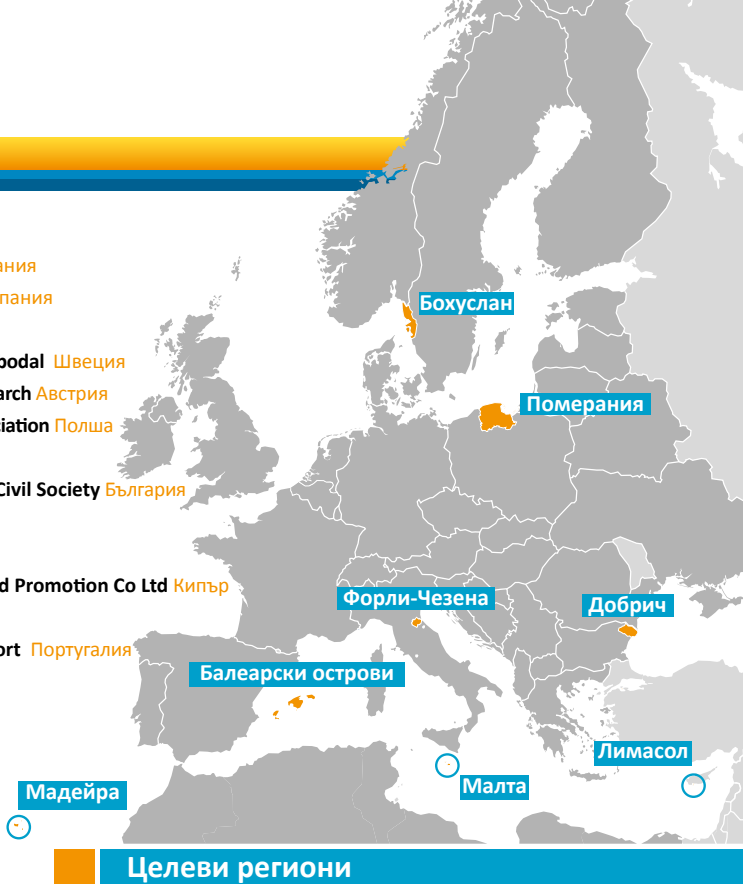 ания
пания
Бохуслан
podal Швеция
arch Австрия
Померания
ciation Полша
Civil Society България
d Promotion Co Ltd Кипър
Форли-Чезена
Добрич
ort Португалия
Балеарски острови
Лимасол
Малта
Мадейра
Целеви региони